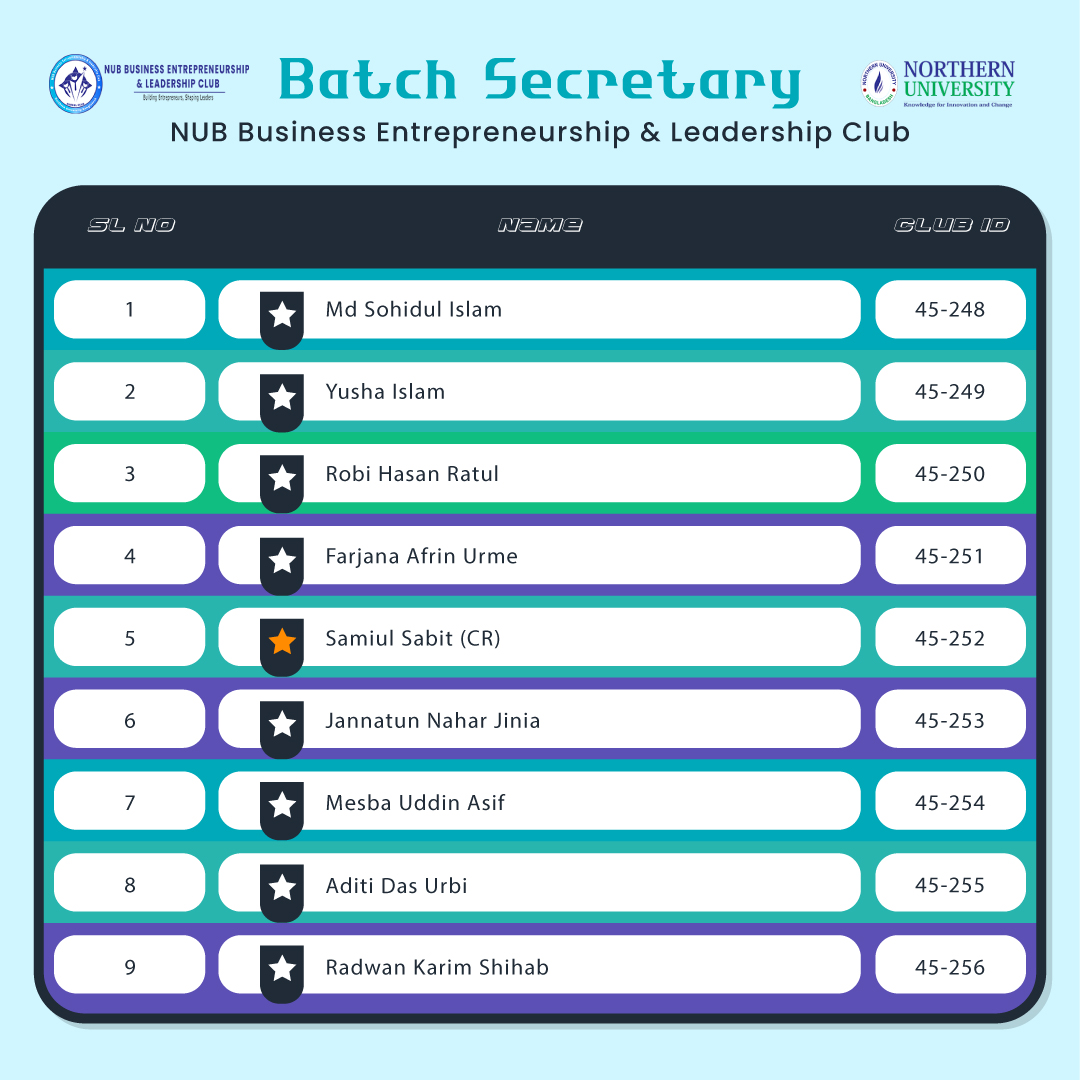 NUB BUSINESS ENTREPRENEURSHIP
& LEADERSHIP CLUB
Building Entrepreneurs, Shaping Leaders
Batch Secretary
NORTHERN UNIVERSITY
BANGLADESH
NORTHERN
UNIVERSITY
Knowledge for Innovation and Change
NUB Business Entrepreneurship & Leadership Club
SL NO Name CLUB ID
1 Md Sohidul Islam 45-248
2 Yusha Islam 45-249
3 Robi Hasan Ratul 45-250
4 Farjana Afrin Urme 45-251
5 Samiul Sabit (CR) 45-252
6 Jannatun Nahar Jinia 45-253
7 Mesba Uddin Asif 45-254
8 Aditi Das Urbi 45-255
9 Radwan Karim Shihab 45-256